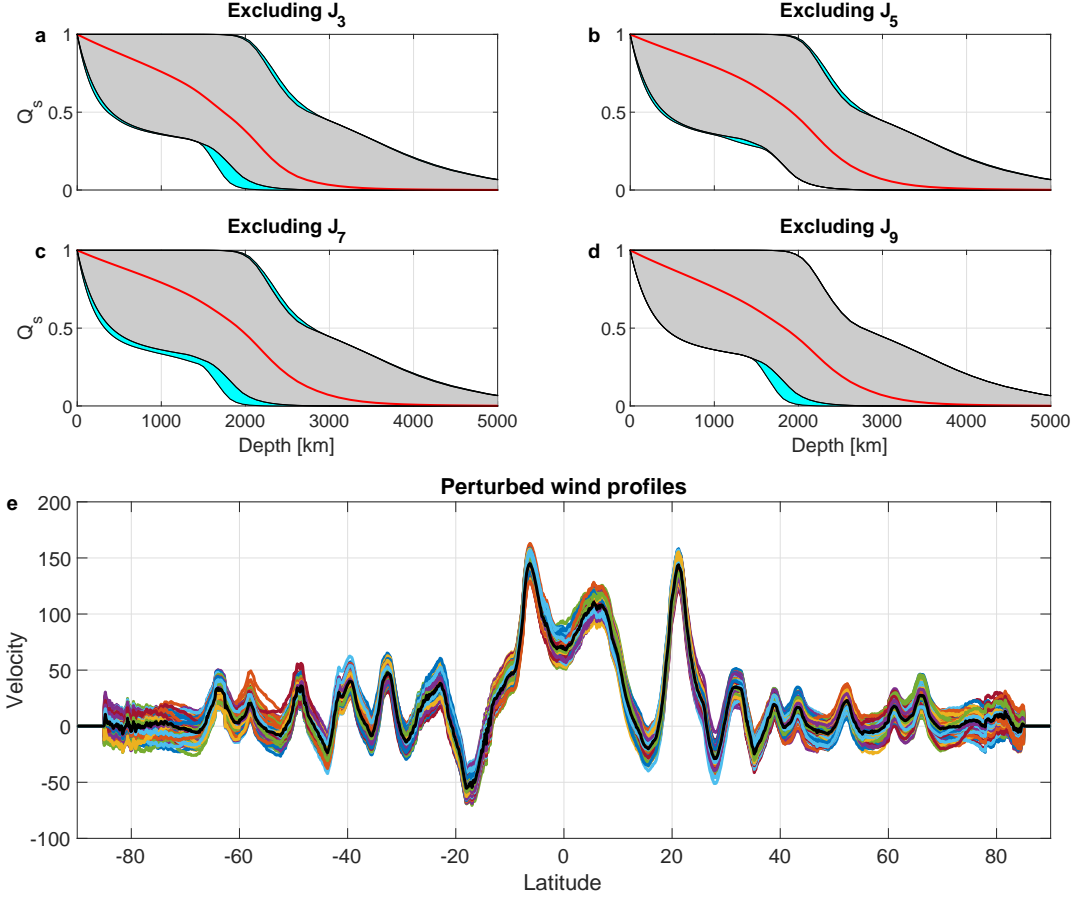 Excluding J3
a
1
0.5
0
Qs
Excluding J5
b
1
0.5
0
Excluding J7
c
1
0.5
0
Qs
0 1000 2000 3000 4000 5000
Depth [km]
Excluding J9
d
1
0.5
0
0 1000 2000 3000 4000 5000
Depth [km]
Perturbed wind profiles
e
200
150
100
50
0
-50
-100
Velocity
-80 -60 -40 -20 0 20 40 60 80
Latitude